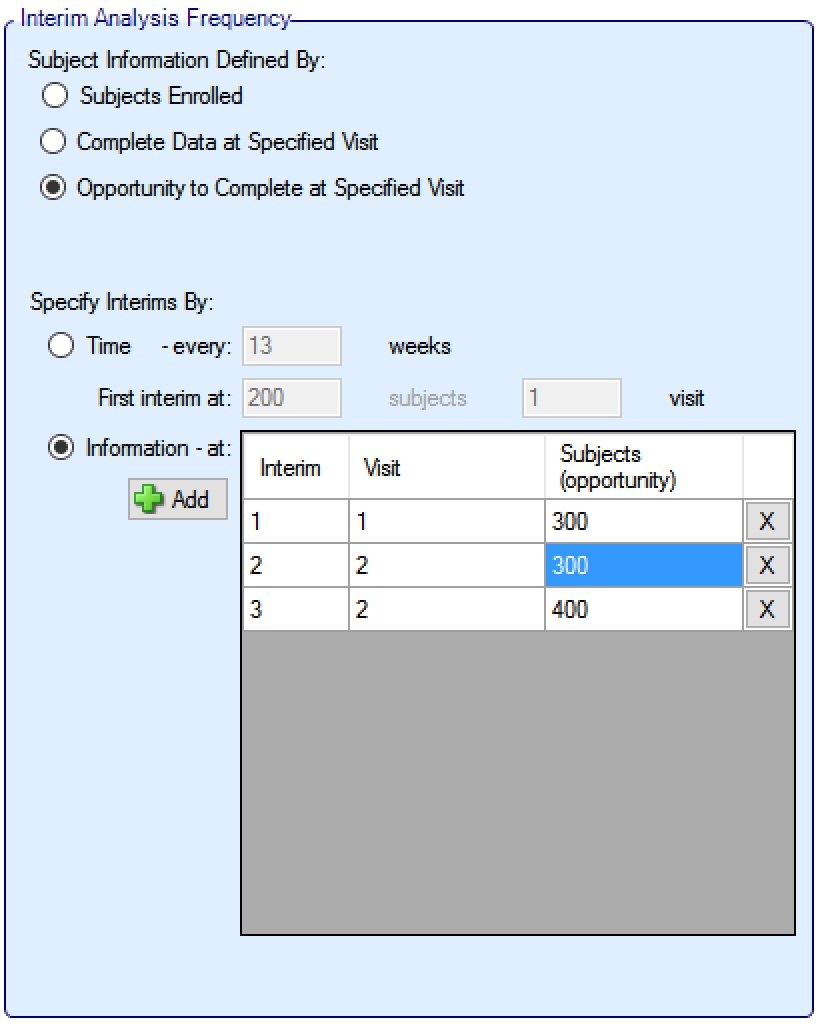 Interim Analysis Frequency
Subject Information Defined By:
Subjects Enrolled
Complete Data at Specified Visit
Opportunity to Complete at Specified Visit
Specify Interims By:
Time - every: 13 weeks
First interim at: 200 subjects 1 visit
Information - at:
Add
Interim Visit Subjects (opportunity)
1 1 300 X
2 2 300 X
3 2 400 X